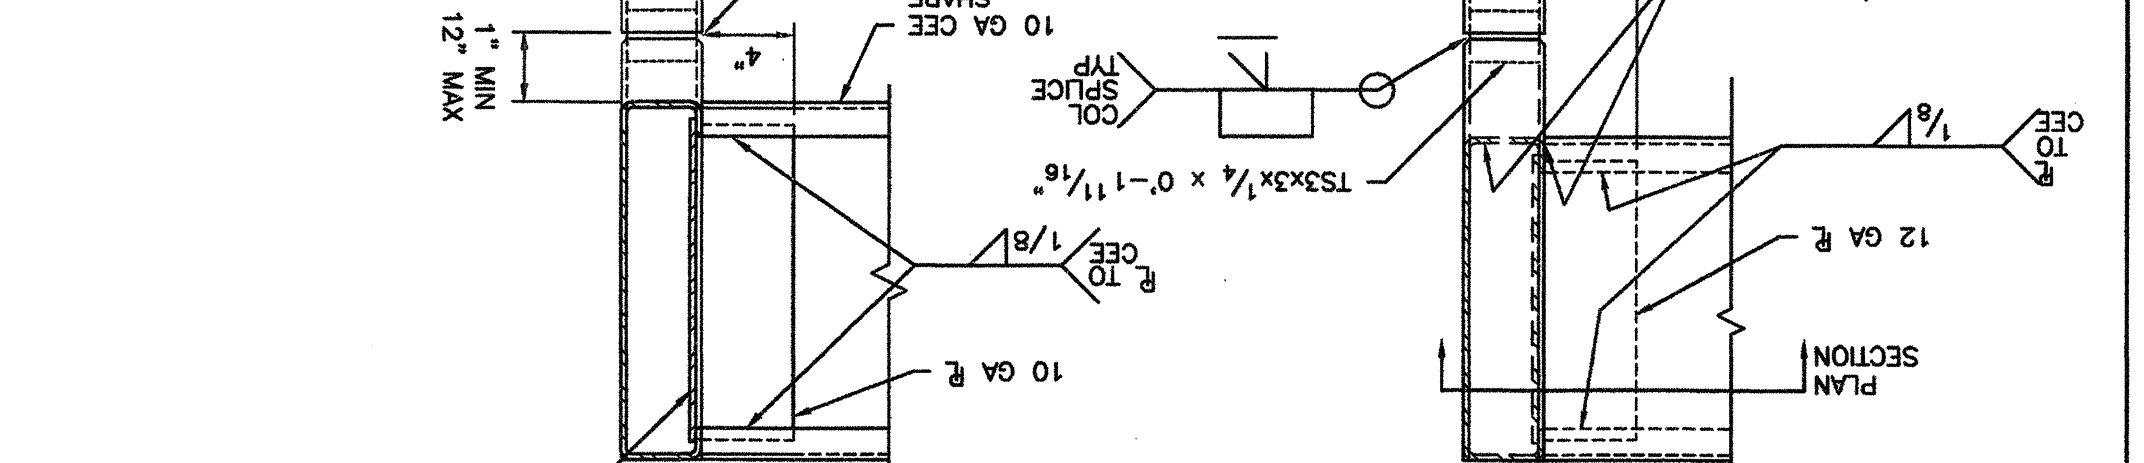 PLAN
SECTION
12 GA PL
PL
TO
CEE
1/8
TS3x3x1/4 x 0'-1 11/16"
COL
SPLICE
TYP
10 GA PL
PL
TO
CEE
1/8
4"
10 GA CEE
1" MIN
12" MAX